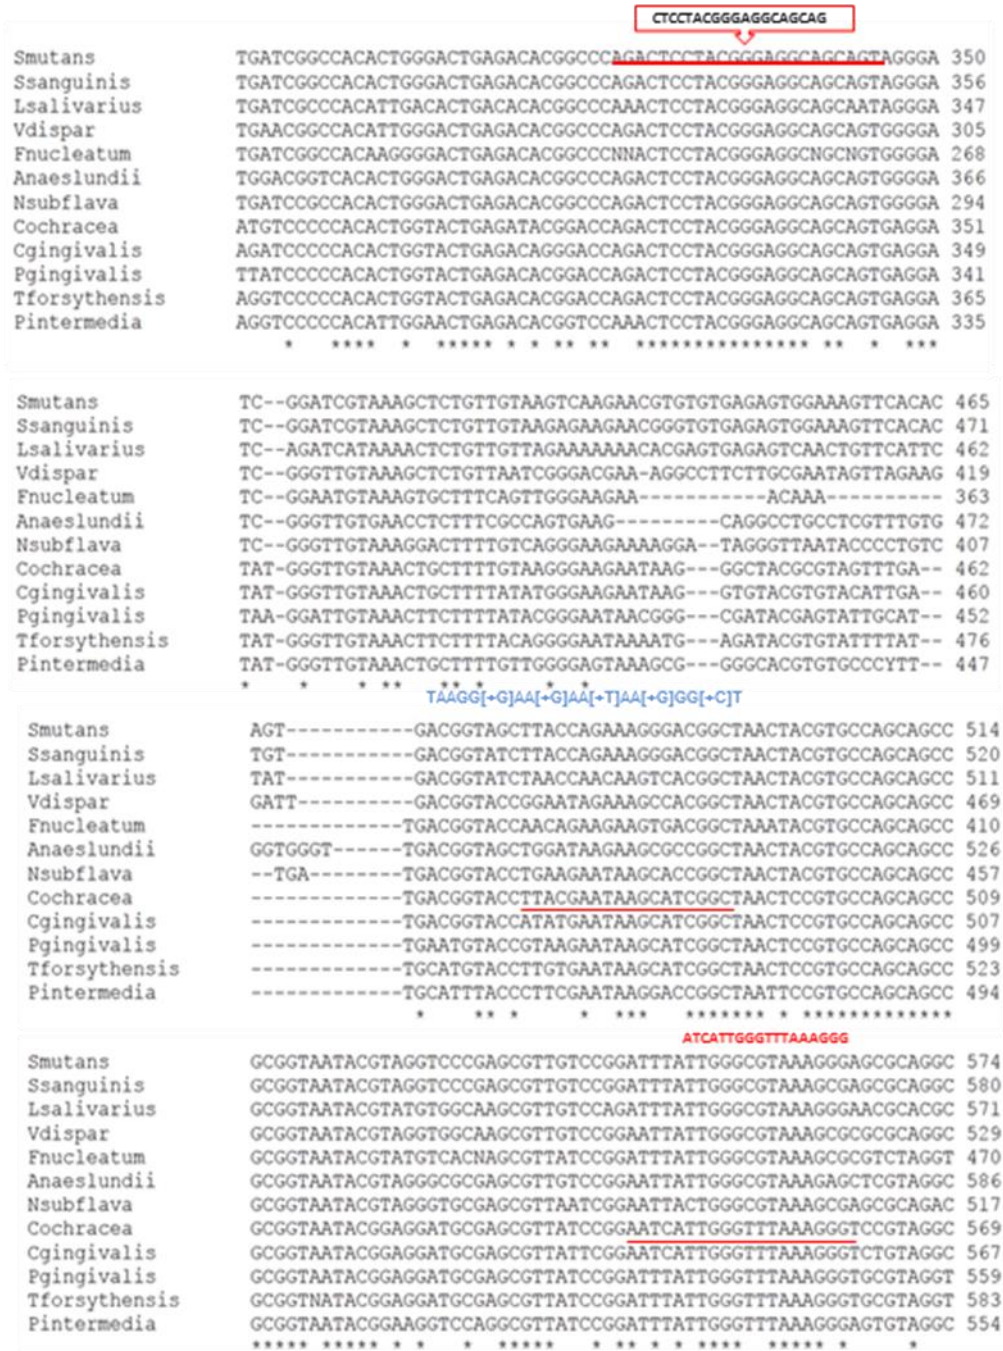 CTCCTACGGGAGGCAGCAG
Smutans TGATCGGCCACACTGGGACTGAGACACGGCCCAGACTCCTACGGGAGGCAGCAGTAGGGA 350
Ssanguinis TGATCGGCCACACTGGGACTGAGACACGGCCCAGACTCCTACGGGAGGCAGCAGTAGGGA 356
Lsalivarius TGATCGCCCACATTGACACTGACACACGGCCCAAACTCCTACGGGAGGCAGCAATAGGGA 347
Vdispar TGAACGGCCACATTGGGACTGAGACACGGCCCAGACTCCTACGGGAGGCAGCAGTGGGGA 305
Fnucleatum TGATCGGCCACAAGGGGACTGAGACACGGCCCNNACTCCTACGGGAGGCNGCNGTGGGGA 268
Anaeslundii TGGACGGTCACACTGGGACTGAGACACGGCCCAGACTCCTACGGGAGGCAGCAGTGGGGA 366
Nsubflava TGATCCGCCACACTGGGACTGAGACACGGCCCAGACTCCTACGGGAGGCAGCAGTGGGGA 294
Cochracea ATGTCCCCCACACTGGTACTGAGATACGGACCAGACTCCTACGGGAGGCAGCAGTGAGGA 351
Cgingivalis AGATCCCCCACACTGGTACTGAGACAGGGACCAGACTCCTACGGGAGGCAGCAGTGAGGA 349
Pgingivalis TTATCCCCCACACTGGTACTGAGACACGGACCAGACTCCTACGGGAGGCAGCAGTGAGGA 341
Tforsythensis AGGTCCCCCACACTGGTACTGAGACACGGACCAGACTCCTACGGGAGGCAGCAGTGAGGA 365
Pintermedia AGGTCCCCCACATTGGAACTGAGACACGGTCCAAACTCCTACGGGAGGCAGCAGTGAGGA 335
* **** * ***** * * ** ** **************** ** * ***
Smutans TC--GGATCGTAAAGCTCTGTTGTAAGTCAAGAACGTGTGTGAGAGTGGAAAGTTCACAC 465
Ssanguinis TC--GGATCGTAAAGCTCTGTTGTAAGAGAAGAACGGGTGTGAGAGTGGAAAGTTCACAC 471
Lsalivarius TC--AGATCATAAAACTCTGTTGTTAGAAAAAAACACGAGTGAGAGTCAACTGTTCATTC 462
Vdispar TC--GGGTTGTAAAGCTCTGTTAATCGGGACGAA-AGGCCTTCTTGCGAATAGTTAGAAG 419
Fnucleatum TC--GGAATGTAAAGTGCTTTCAGTTGGGAAGAA-----------ACAAA---------- 363
Anaeslundii TC--GGGTTGTGAACCTCTTTCGCCAGTGAAG---------CAGGCCTGCCTCGTTTGTG 472
Nsubflava TC--GGGTTGTAAAGGACTTTTGTCAGGGAAGAAAAGGA--TAGGGTTAATACCCCTGTC 407
Cochracea TAT-GGGTTGTAAACTGCTTTTGTAAGGGAAGAATAAG---GGCTACGCGTAGTTTGA-- 462
Cgingivalis TAT-GGGTTGTAAACTGCTTTTATATGGGAAGAATAAG---GTGTACGTGTACATTGA-- 460
Pgingivalis TAA-GGATTGTAAACTTCTTTTATACGGGAATAACGGG---CGATACGAGTATTGCAT-- 452
Tforsythensis TAT-GGGTTGTAAACTTCTTTTACAGGGGAATAAAATG---AGATACGTGTATTTTAT-- 476
Pintermedia TAT-GGGTTGTAAACTGCTTTTGTTGGGGAGTAAAGCG---GGGCACGTGTGCCCYTT-- 447
* * * ** ** * * *
TAAGG[+G]AA[+G]AA[+T]AA[+G]GG[+C]T
Smutans AGT-----------GACGGTAGCTTACCAGAAAGGGACGGCTAACTACGTGCCAGCAGCC 514
Ssanguinis TGT-----------GACGGTATCTTACCAGAAAGGGACGGCTAACTACGTGCCAGCAGCC 520
Lsalivarius TAT-----------GACGGTATCTAACCAACAAGTCACGGCTAACTACGTGCCAGCAGCC 511
Vdispar GATT----------GACGGTACCGGAATAGAAAGCCACGGCTAACTACGTGCCAGCAGCC 469
Fnucleatum -------------TGACGGTACCAACAGAAGAAGTGACGGCTAAATACGTGCCAGCAGCC 410
Anaeslundii GGTGGGT------TGACGGTAGCTGGATAAGAAGCGCCGGCTAACTACGTGCCAGCAGCC 526
Nsubflava --TGA--------TGACGGTACCTGAAGAATAAGCACCGGCTAACTACGTGCCAGCAGCC 457
Cochracea -------------TGACGGTACCTTACGAATAAGCATCGGCTAACTCCGTGCCAGCAGCC 509
Cgingivalis -------------TGACGGTACCATATGAATAAGCATCGGCTAACTCCGTGCCAGCAGCC 507
Pgingivalis -------------TGAATGTACCGTAAGAATAAGCATCGGCTAACTCCGTGCCAGCAGCC 499
Tforsythensis -------------TGCATGTACCTTGTGAATAAGCATCGGCTAACTCCGTGCCAGCAGCC 523
Pintermedia -------------TGCATTTACCCTTCGAATAAGGACCGGCTAATTCCGTGCCAGCAGCC 494
* ** * * *** ******* * *************
ATCATTGGGTTTAAAGGG
Smutans GCGGTAATACGTAGGTCCCGAGCGTTGTCCGGATTTATTGGGCGTAAAGGGAGCGCAGGC 574
Ssanguinis GCGGTAATACGTAGGTCCCGAGCGTTGTCCGGATTTATTGGGCGTAAAGCGAGCGCAGGC 580
Lsalivarius GCGGTAATACGTATGTGGCAAGCGTTGTCCAGATTTATTGGGCGTAAAGGGAACGCACGC 571
Vdispar GCGGTAATACGTAGGTGGCAAGCGTTGTCCGGAATTATTGGGCGTAAAGCGCGCGCAGGC 529
Fnucleatum GCGGTAATACGTATGTCACNAGCGTTATCCGGATTTATTGGGCGTAAAGCGCGTCTAGGT 470
Anaeslundii GCGGTAATACGTAGGGCGCGAGCGTTGTCCGGAATTATTGGGCGTAAAGAGCTCGTAGGC 586
Nsubflava GCGGTAATACGTAGGGTGCGAGCGTTAATCGGAATTACTGGGCGTAAAGCGAGCGCAGAC 517
Cochracea GCGGTAATACGGAGGATGCGAGCGTTATCCGGAATCATTGGGTTTAAAGGGTCCGTAGGC 569
Cgingivalis GCGGTAATACGGAGGATGCGAGCGTTATTCGGAATCATTGGGTTTAAAGGGTCTGTAGGC 567
Pgingivalis GCGGTAATACGGAGGATGCGAGCGTTATCCGGATTTATTGGGTTTAAAGGGTGCGTAGGT 559
Tforsythensis GCGGTNATACGGAGGATGCGAGCGTTATCCGGATTTATTGGGTTTAAAGGGTGCGTAGGT 583
Pintermedia GCGGTAATACGGAAGGTCCAGGCGTTATCCGGATTTATTGGGTTTAAAGGGAGTGTAGGC 554
***** ***** * * * ***** * ** * * **** ***** * *